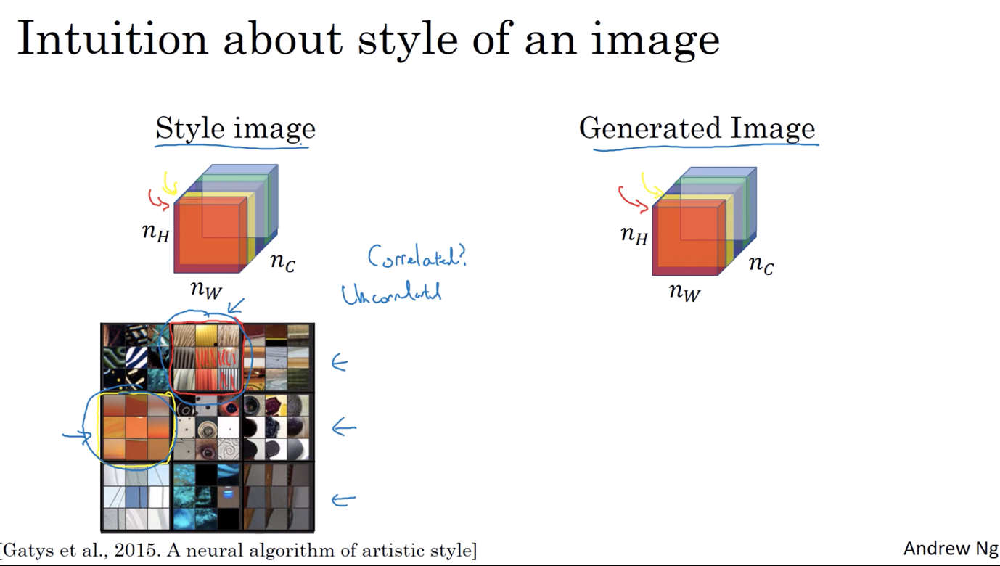 Intuition about style of an image
Style image
Generated Image
n_H
n_C
n_W
n_H
n_C
n_W
Correlated?
Uncorrelated
[Gatys et al., 2015. A neural algorithm of artistic style]
Andrew Ng